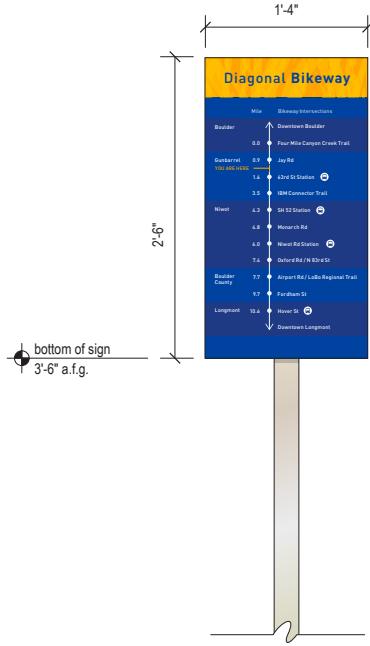 1'-4"
Diagonal Bikeway
Mile Bikeway Intersections
Boulder Downtown Boulder
0.0 Four Mile Canyon Creek Trail
Gunbarrel 0.9 Jay Rd
YOU ARE HERE
1.6 63rd St Station
3.5 IBM Connector Trail
Niwot 4.3 SH 52 Station
4.8 Monarch Rd
6.0 Niwot Rd Station
7.4 Oxford Rd / N 83rd St
Boulder County 7.7 Airport Rd / LoBo Regional Trail
9.7 Fordham St
Longmont 10.6 Hover St
Downtown Longmont
2'-6"
bottom of sign
3'-6" a.f.g.